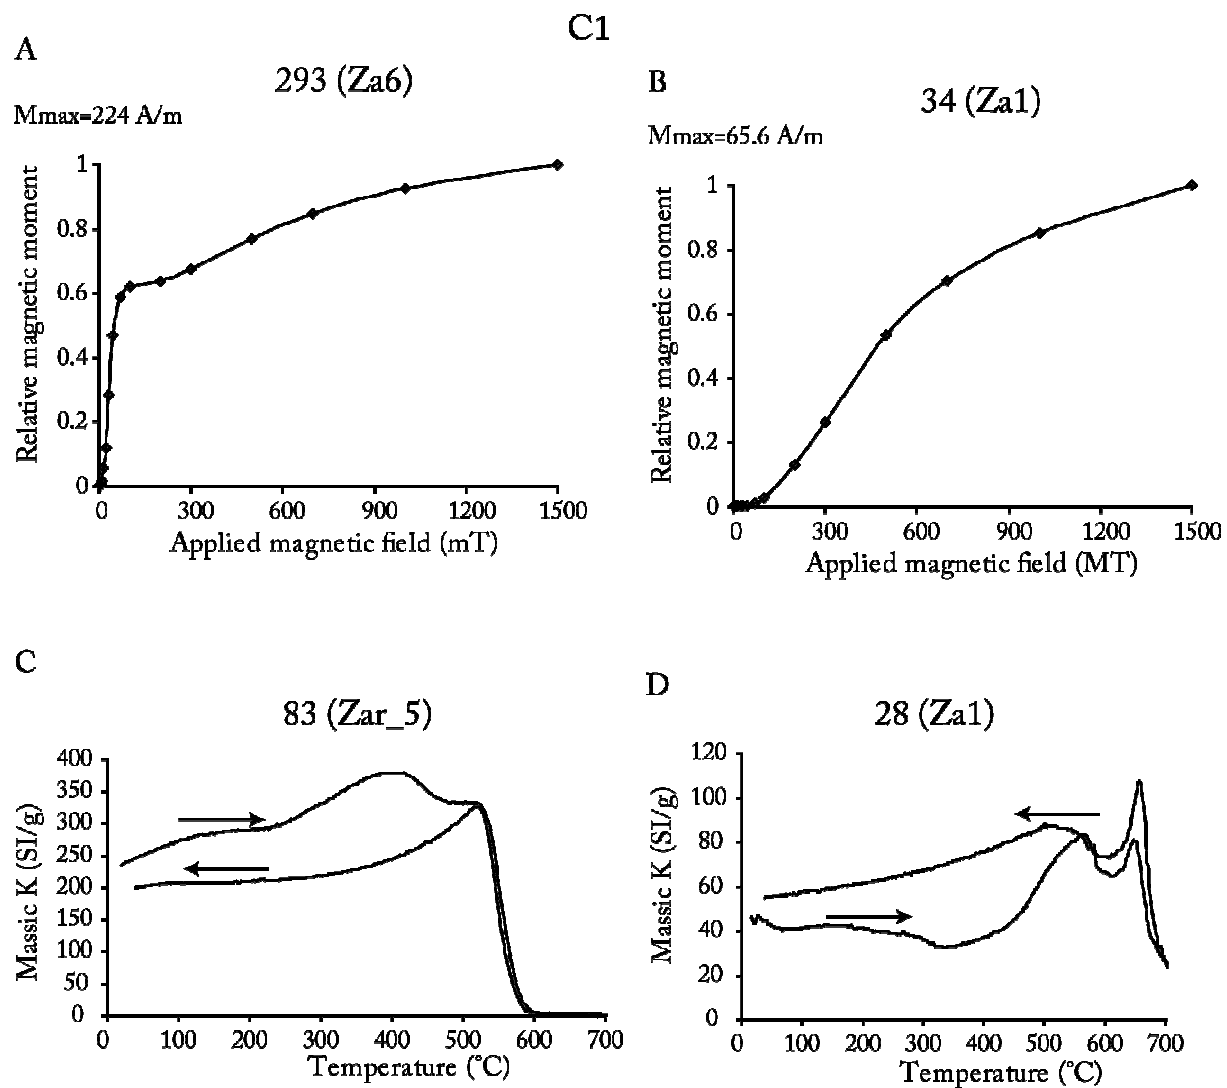 C1
A
293 (Za6)
Mmax=224 A/m
Relative magnetic moment
1
0.8
0.6
0.4
0.2
0
0 300 600 900 1200 1500
Applied magnetic field (mT)
B
34 (Za1)
Mmax=65.6 A/m
Relative magnetic moment
1
0.8
0.6
0.4
0.2
0
0 300 600 900 1200 1500
Applied magnetic field (MT)
C
83 (Zar_5)
Massic K (SI/g)
400
350
300
250
200
150
100
50
0
0 100 200 300 400 500 600 700
Temperature (°C)
D
28 (Za1)
Massic K (SI/g)
120
100
80
60
40
20
0
0 100 200 300 400 500 600 700
Temperature (°C)